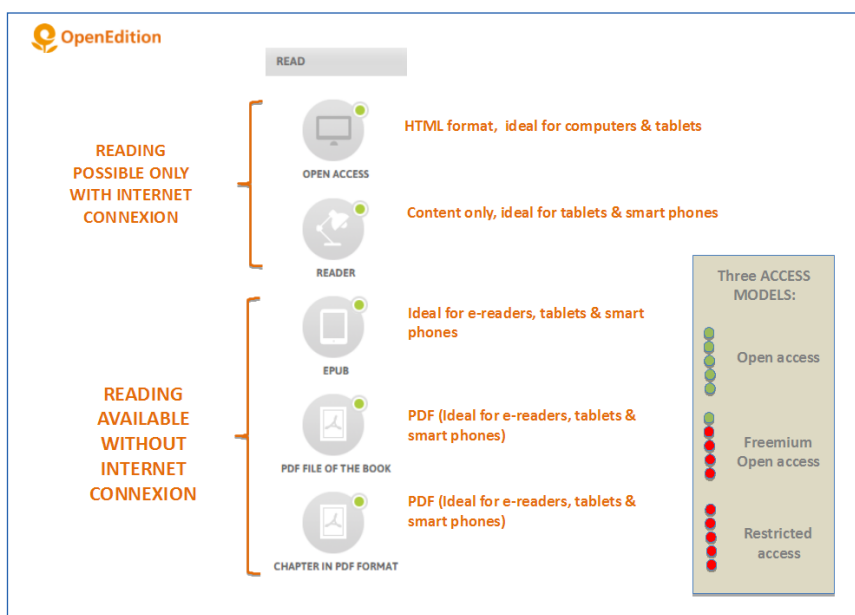 OpenEdition
READ
READING
POSSIBLE ONLY
WITH INTERNET
CONNEXION
HTML format, ideal for computers & tablets
OPEN ACCESS
Content only, ideal for tablets & smart phones
READER
READING
AVAILABLE
WITHOUT
INTERNET
CONNEXION
Ideal for e-readers, tablets & smart
phones
EPUB
PDF (Ideal for e-readers, tablets &
smart phones)
PDF FILE OF THE BOOK
PDF (Ideal for e-readers, tablets &
smart phones)
CHAPTER IN PDF FORMAT
Three ACCESS
MODELS:
Open access
Freemium
Open access
Restricted
access